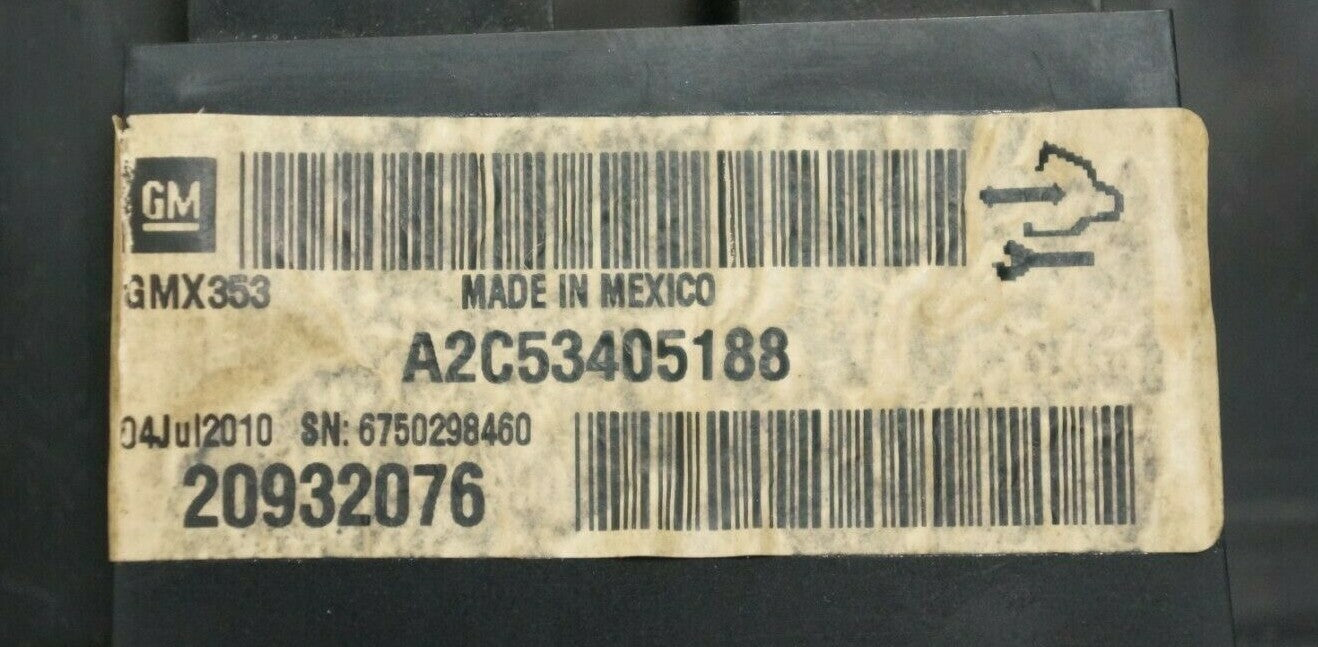 GM
GMX353 MADE IN MEXICO
A2C53405188
04Jul2010 SN: 6750298460
20932076